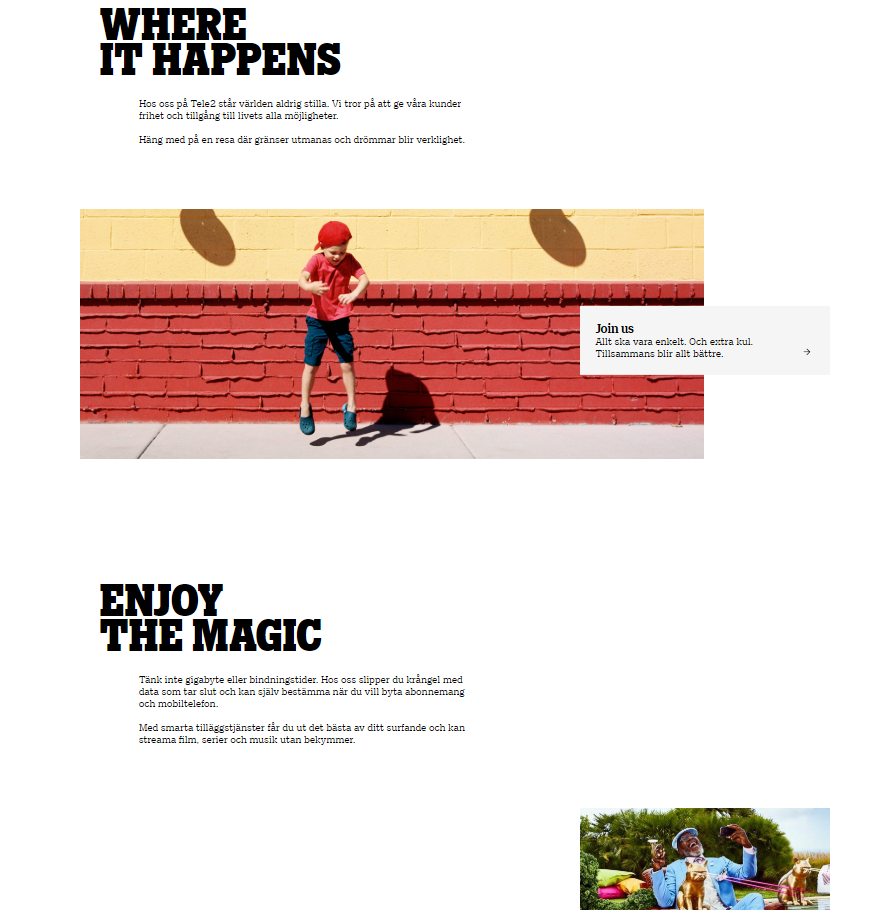 WHERE
IT HAPPENS
Hos oss på Tele2 står världen aldrig stilla. Vi tror på att ge våra kunder
frihet och tillgång till livets alla möjligheter.
Häng med på en resa där gränser utmanas och drömmar blir verklighet.
Join us
Allt ska vara enkelt. Och extra kul.
Tillsammans blir allt bättre.
ENJOY
THE MAGIC
Tänk inte gigabyte eller bindningstider. Hos oss slipper du krångel med
data som tar slut och kan själv bestämma när du vill byta abonnemang
och mobiltelefon.
Med smarta tilläggstjänster får du ut det bästa av ditt surfande och kan
streama film, serier och musik utan bekymmer.